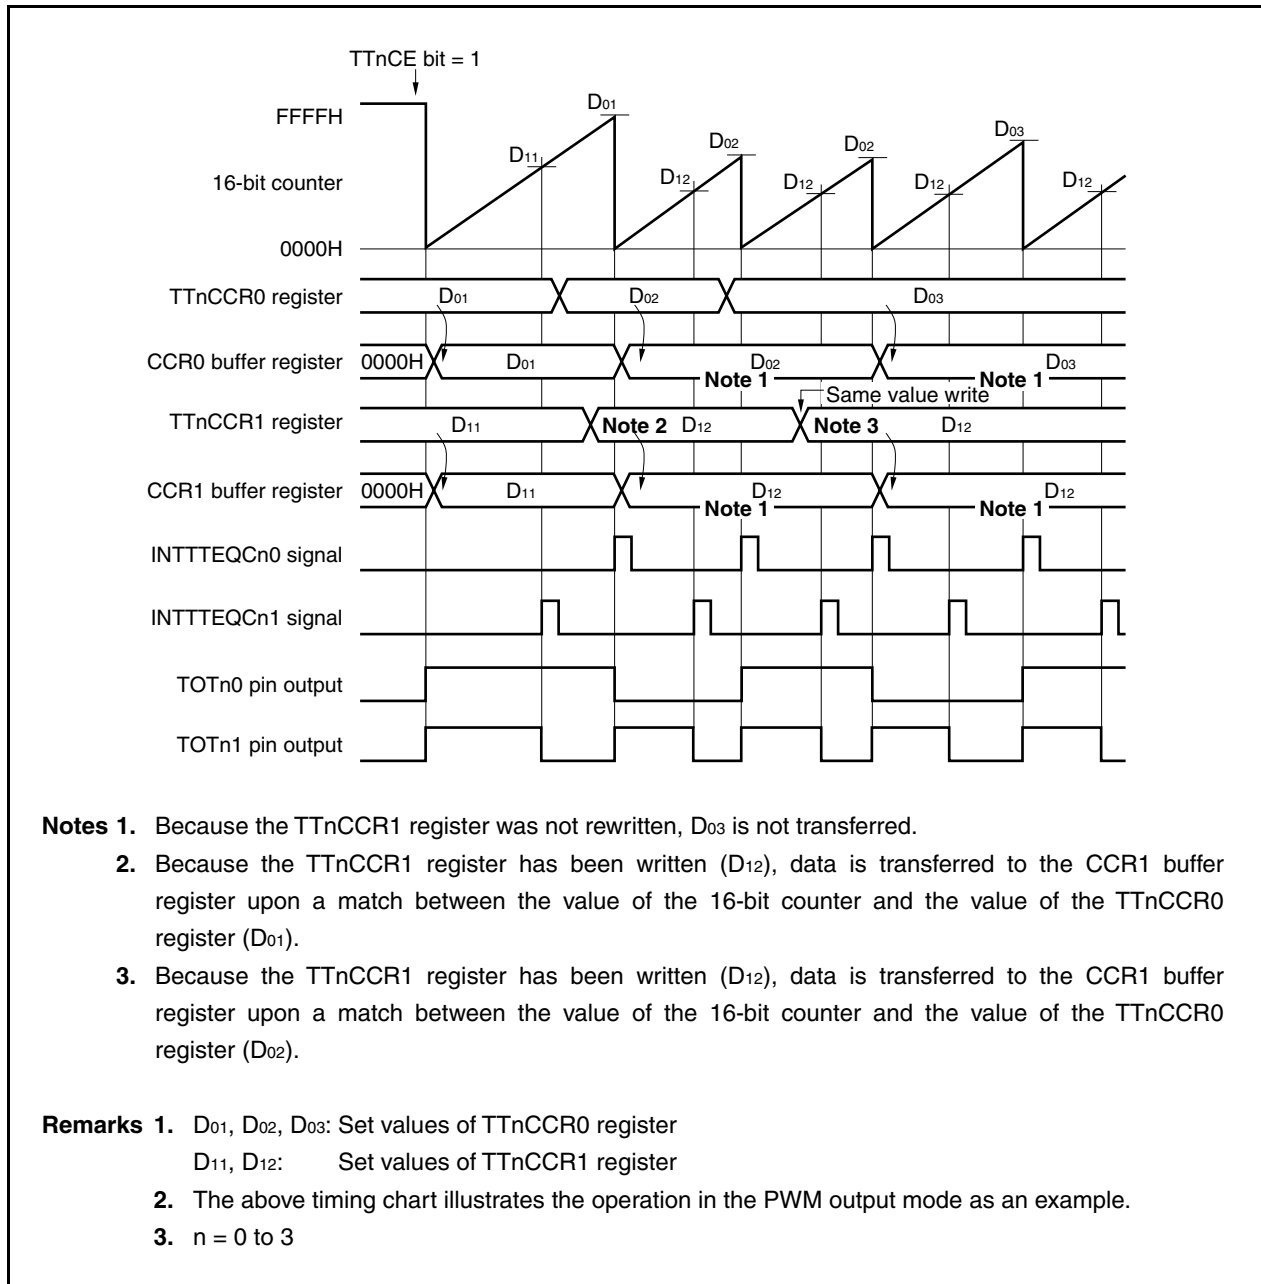 TTnCE bit = 1
FFFFH
D01
D03
D02
D02
D11
16-bit counter
D12
D12
D12
D12
0000H
TTnCCR0 register
D01
D02
D03
CCR0 buffer register
0000H
D01
D02
D03
Note 1
Note 1
Same value write
TTnCCR1 register
D11
Note 2
D12
Note 3
D12
CCR1 buffer register
0000H
D11
D12
D12
Note 1
Note 1
INTTTEQCn0 signal
INTTTEQCn1 signal
TOTn0 pin output
TOTn1 pin output
Notes 1. Because the TTnCCR1 register was not rewritten, D03 is not transferred.
2. Because the TTnCCR1 register has been written (D12), data is transferred to the CCR1 buffer
register upon a match between the value of the 16-bit counter and the value of the TTnCCR0
register (D01).
3. Because the TTnCCR1 register has been written (D12), data is transferred to the CCR1 buffer
register upon a match between the value of the 16-bit counter and the value of the TTnCCR0
register (D02).
Remarks 1. D01, D02, D03: Set values of TTnCCR0 register
D11, D12: Set values of TTnCCR1 register
2. The above timing chart illustrates the operation in the PWM output mode as an example.
3. n = 0 to 3